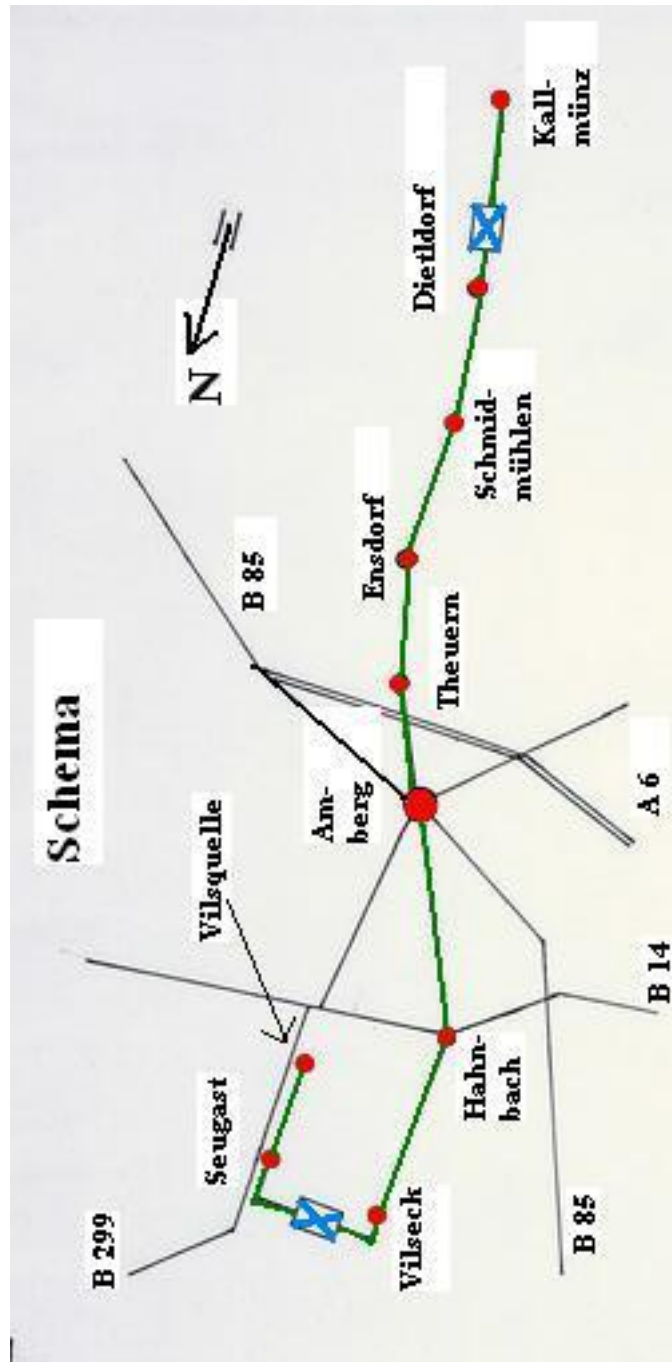 Schema
N
B 299
Seugast
Vilsquelle
B 85
Am-
berg
Ensdorf
Dietldorf
Vilseck
Hahn-
bach
Theuern
Schmid-
mühlen
Kall-
münz
B 85
B 14
A 6